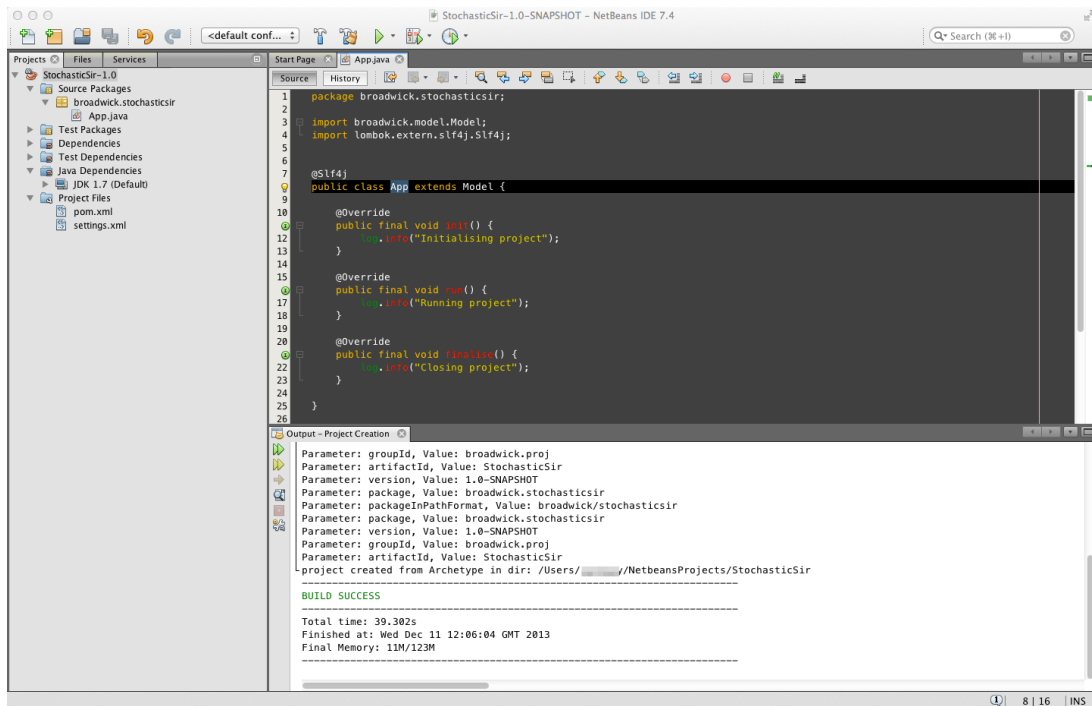 StochasticSir-1.0-SNAPSHOT - NetBeans IDE 7.4
<default conf...
Search (⌘+I)
Projects Files Services
StochasticSir-1.0
Source Packages
broadwick.stochasticsir
App.java
Test Packages
Dependencies
Test Dependencies
Java Dependencies
JDK 1.7 (Default)
Project Files
pom.xml
settings.xml
Start Page App.java
Source History
1 package broadwick.stochasticsir;
2
3 import broadwick.model.Model;
4 import lombok.extern.slf4j.Slf4j;
5
6
7 @Slf4j
public class App extends Model {
9
10 @Override
public final void init() {
12 log.info("Initialising project");
13 }
14
15 @Override
public final void run() {
17 log.info("Running project");
18 }
19
20 @Override
public final void finalise() {
22 log.info("Closing project");
23 }
24
25 }
26
Output - Project Creation
Parameter: groupId, Value: broadwick.proj
Parameter: artifactId, Value: StochasticSir
Parameter: version, Value: 1.0-SNAPSHOT
Parameter: package, Value: broadwick.stochasticsir
Parameter: packageInPathFormat, Value: broadwick/stochasticsir
Parameter: package, Value: broadwick.stochasticsir
Parameter: version, Value: 1.0-SNAPSHOT
Parameter: groupId, Value: broadwick.proj
Parameter: artifactId, Value: StochasticSir
project created from Archetype in dir: /Users/ y/NetbeansProjects/StochasticSir
------------------------------------------------------------------------
BUILD SUCCESS
------------------------------------------------------------------------
Total time: 39.302s
Finished at: Wed Dec 11 12:06:04 GMT 2013
Final Memory: 11M/123M
------------------------------------------------------------------------
1 8 | 16 INS